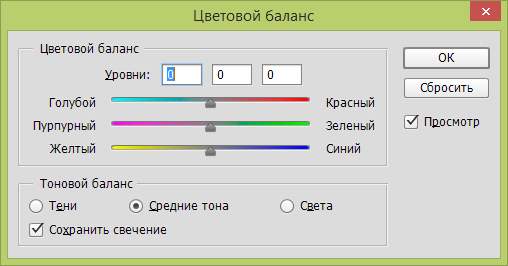 Цветовой баланс
Цветовой баланс
Уровни: 0 0 0
Голубой Красный
Пурпурный Зеленый
Желтый Синий
Тоновой баланс
Тени Средние тона Света
Сохранить свечение
ОК
Сбросить
Просмотр